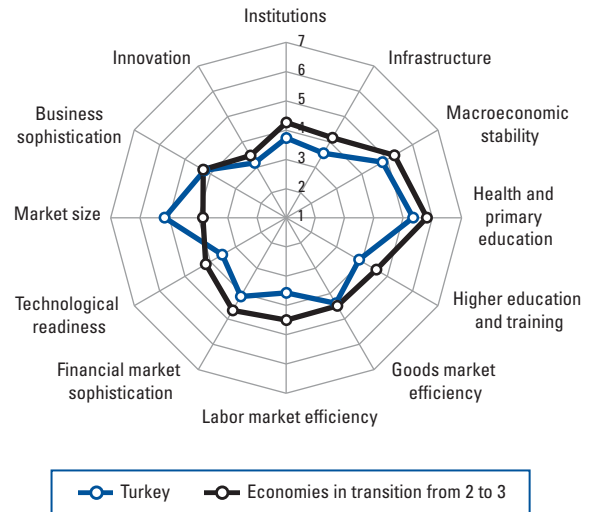 Institutions
Infrastructure
Macroeconomic
stability
Health and
primary
education
Higher education
and training
Goods market
efficiency
Labor market efficiency
Financial market
sophistication
Technological
readiness
Market size
Business
sophistication
Innovation
7
6
5
4
3
2
1
Turkey
Economies in transition from 2 to 3